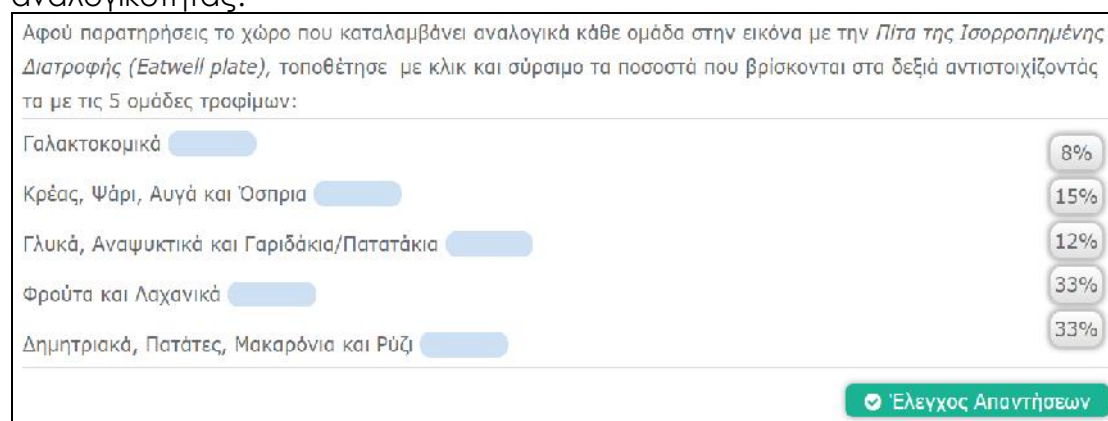 αναλογικότητας.
Αφού παρατηρήσεις το χώρο που καταλαμβάνει αναλογικά κάθε ομάδα στην εικόνα με την Πίτα της Ισορροπημένης
Διατροφής (Eatwell plate), τοποθέτησε με κλικ και σύρσιμο τα ποσοστά που βρίσκονται στα δεξιά αντιστοιχίζοντάς
τα με τις 5 ομάδες τροφίμων:
Γαλακτοκομικά
8%
Κρέας, Ψάρι, Αυγά και Όσπρια
15%
Γλυκά, Αναψυκτικά και Γαριδάκια/Πατατάκια
12%
Φρούτα και Λαχανικά
33%
Δημητριακά, Πατάτες, Μακαρόνια και Ρύζι
33%
Έλεγχος Απαντήσεων